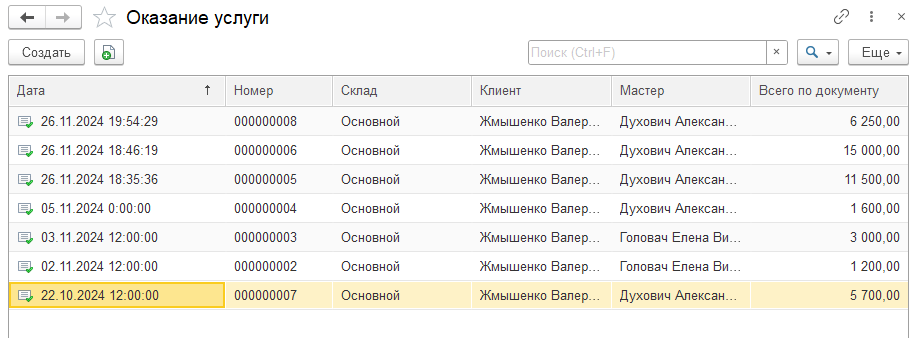 Оказание услуги
Создать Поиск (Ctrl+F) × Еще
Дата ↑ Номер Склад Клиент Мастер Всего по документу
26.11.2024 19:54:29 000000008 Основной Жмышенко Валер... Духович Алексан... 6 250,00
26.11.2024 18:46:19 000000006 Основной Жмышенко Валер... Духович Алексан... 15 000,00
26.11.2024 18:35:36 000000005 Основной Жмышенко Валер... Духович Алексан... 11 500,00
05.11.2024 0:00:00 000000004 Основной Жмышенко Валер... Духович Алексан... 1 600,00
03.11.2024 12:00:00 000000003 Основной Жмышенко Валер... Головач Елена Ви... 3 000,00
02.11.2024 12:00:00 000000002 Основной Жмышенко Валер... Головач Елена Ви... 1 200,00
22.10.2024 12:00:00 000000007 Основной Жмышенко Валер... Духович Алексан... 5 700,00